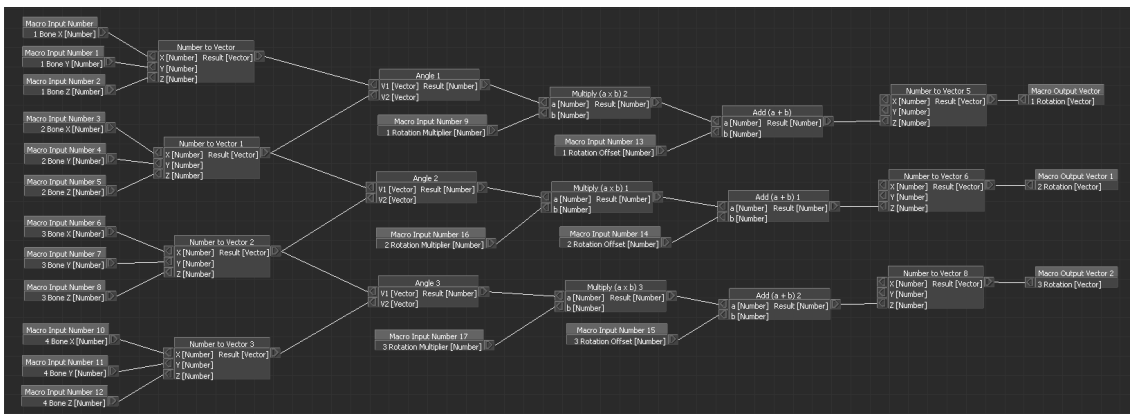 Macro Input Number
1 Bone X [Number]
Macro Input Number 1
1 Bone Y [Number]
Macro Input Number 2
1 Bone Z [Number]
Number to Vector
X [Number] Result [Vector]
Y [Number]
Z [Number]
Macro Input Number 3
2 Bone X [Number]
Macro Input Number 4
2 Bone Y [Number]
Macro Input Number 5
2 Bone Z [Number]
Number to Vector 1
X [Number] Result [Vector]
Y [Number]
Z [Number]
Macro Input Number 6
3 Bone X [Number]
Macro Input Number 7
3 Bone Y [Number]
Macro Input Number 8
3 Bone Z [Number]
Number to Vector 2
X [Number] Result [Vector]
Y [Number]
Z [Number]
Macro Input Number 10
4 Bone X [Number]
Macro Input Number 11
4 Bone Y [Number]
Macro Input Number 12
4 Bone Z [Number]
Number to Vector 3
X [Number] Result [Vector]
Y [Number]
Z [Number]
Angle 1
V1 [Vector] Result [Number]
V2 [Vector]
Macro Input Number 9
1 Rotation Multiplier [Number]
Multiply (a x b) 2
a [Number] Result [Number]
b [Number]
Macro Input Number 13
1 Rotation Offset [Number]
Add (a + b)
a [Number] Result [Number]
b [Number]
Number to Vector 5
X [Number] Result [Vector]
Y [Number]
Z [Number]
Macro Output Vector
1 Rotation [Vector]
Angle 2
V1 [Vector] Result [Number]
V2 [Vector]
Macro Input Number 16
2 Rotation Multiplier [Number]
Multiply (a x b) 1
a [Number] Result [Number]
b [Number]
Macro Input Number 14
2 Rotation Offset [Number]
Add (a + b) 1
a [Number] Result [Number]
b [Number]
Number to Vector 6
X [Number] Result [Vector]
Y [Number]
Z [Number]
Macro Output Vector 1
2 Rotation [Vector]
Angle 3
V1 [Vector] Result [Number]
V2 [Vector]
Macro Input Number 17
3 Rotation Multiplier [Number]
Multiply (a x b) 3
a [Number] Result [Number]
b [Number]
Macro Input Number 15
3 Rotation Offset [Number]
Add (a + b) 2
a [Number] Result [Number]
b [Number]
Number to Vector 8
X [Number] Result [Vector]
Y [Number]
Z [Number]
Macro Output Vector 2
3 Rotation [Vector]